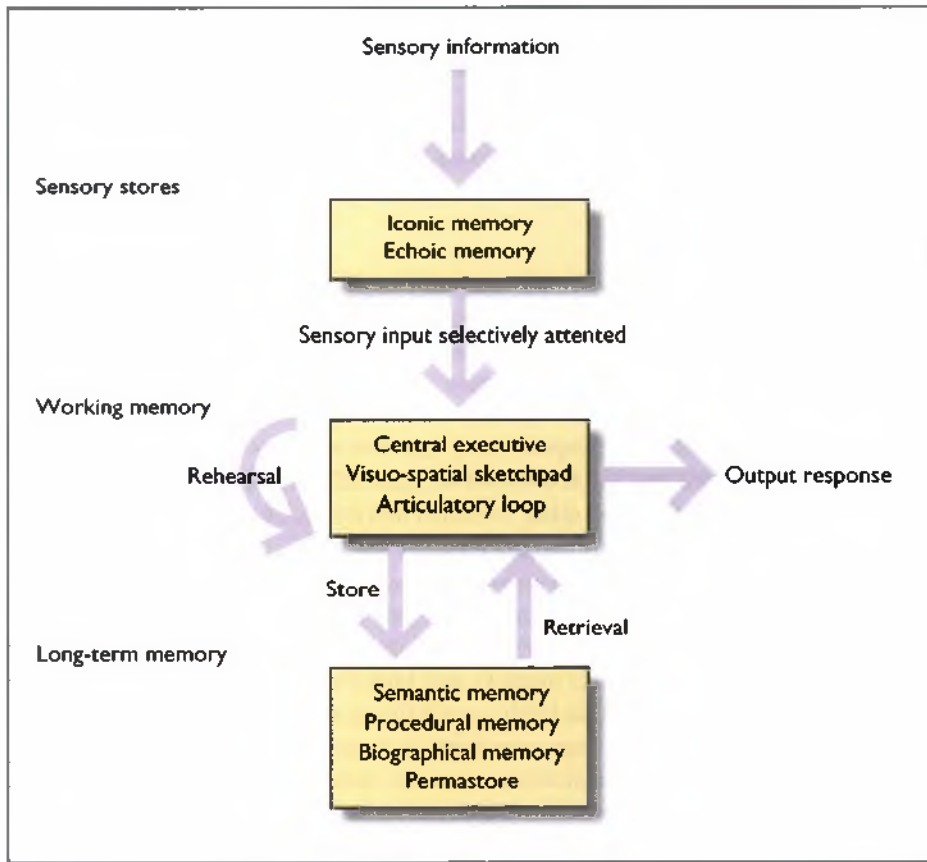 Sensory information
Sensory stores
Iconic memory
Echoic memory
Sensory input selectively attented
Working memory
Central executive
Rehearsal
Visuo-spatial sketchpad
Output response
Articulatory loop
Store
Retrieval
Long-term memory
Semantic memory
Procedural memory
Biographical memory
Permastore